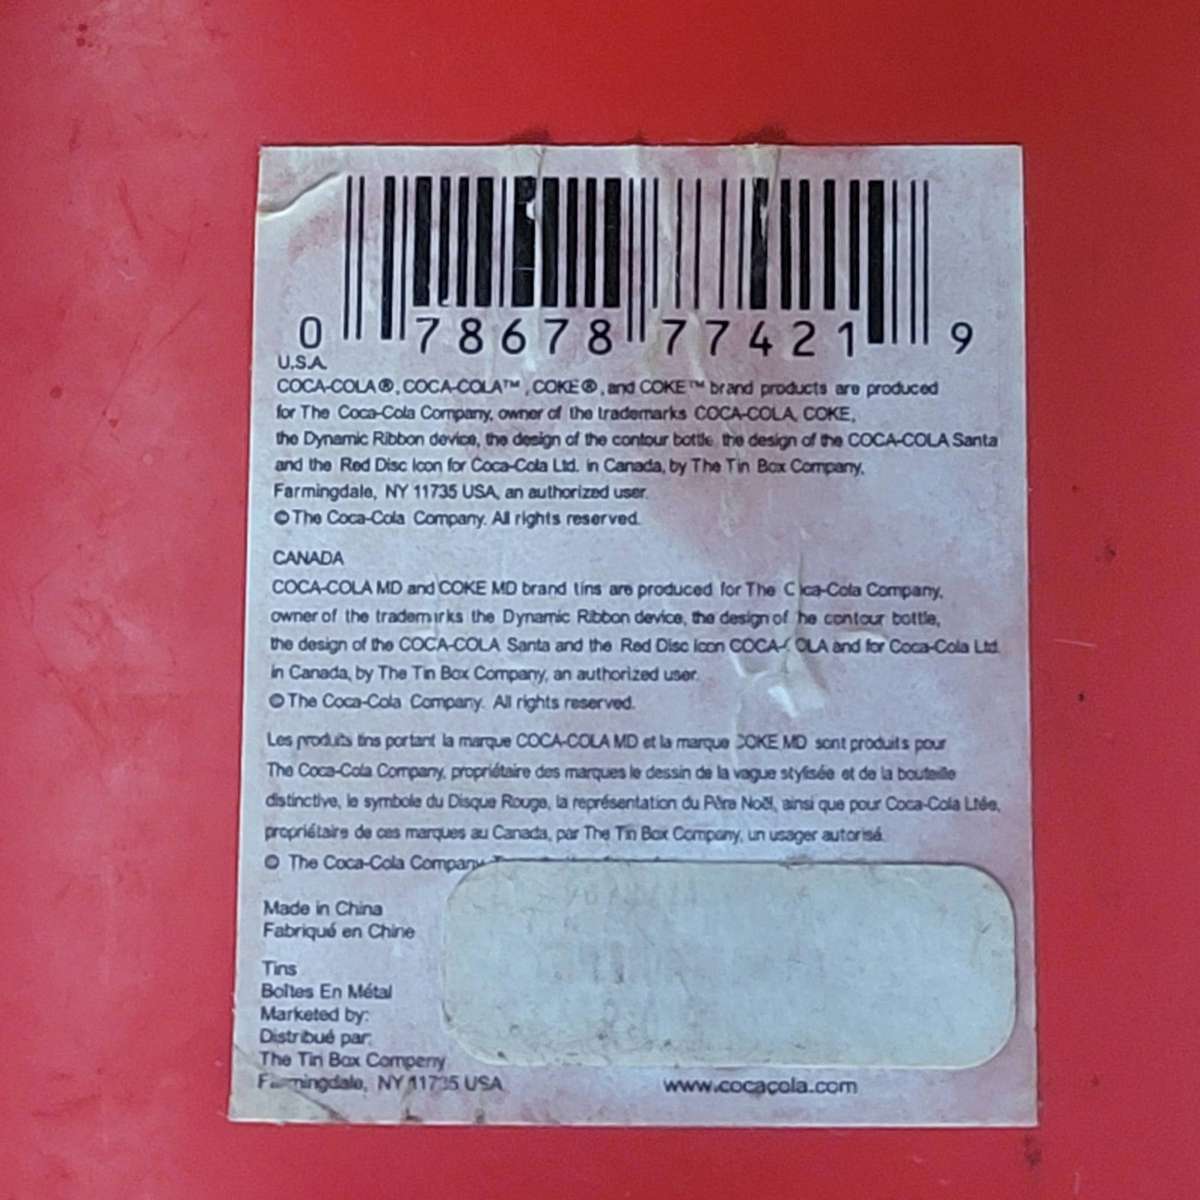 0 78678 77421 9
U.S.A.
COCA-COLA®, COCA-COLA™, COKE®, and COKE™ brand products are produced
for The Coca-Cola Company, owner of the trademarks COCA-COLA, COKE,
the Dynamic Ribbon device, the design of the contour bottle, the design of the COCA-COLA Santa
and the Red Disc Icon for Coca-Cola Ltd. in Canada, by The Tin Box Company,
Farmingdale, NY 11735 USA, an authorized user.
© The Coca-Cola Company. All rights reserved.
CANADA
COCA-COLA MD and COKE MD brand tins are produced for The Coca-Cola Company,
owner of the trademarks the Dynamic Ribbon device, the design of the contour bottle,
the design of the COCA-COLA Santa and the Red Disc Icon COCA-COLA and for Coca-Cola Ltd.
in Canada, by The Tin Box Company, an authorized user.
© The Coca-Cola Company. All rights reserved.
Les produits tins portant la marque COCA-COLA MD et la marque COKE MD sont produits pour
The Coca-Cola Company, propriétaire des marques le dessin de la vague stylisée et de la bouteille
distinctive, le symbole du Disque Rouge, la représentation du Père Noël, ainsi que pour Coca-Cola Ltée,
propriétaire de ces marques au Canada, par The Tin Box Company, un usager autorisé.
© The Coca-Cola Company
Made in China
Fabriqué en Chine
Tins
Boîtes En Métal
Marketed by:
Distribué par:
The Tin Box Company
Farmingdale, NY 11735 USA
www.cocacola.com